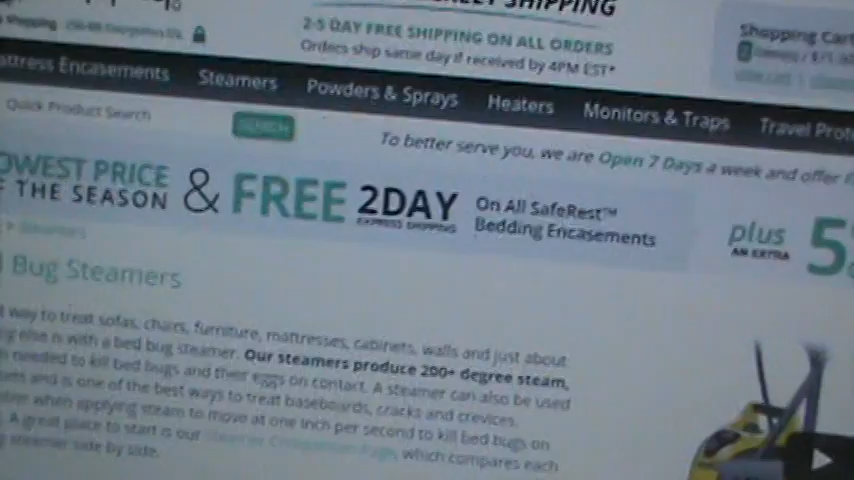 SHIPPING
Shopping Cart
2-5 DAY FREE SHIPPING ON ALL ORDERS
Orders ship same day if received by 4PM EST*
Encasements Steamers Powders & Sprays Heaters Monitors & Traps Travel
Quick Product Search SEARCH
To better serve you, we are Open 7 Days a week and offer
OWEST PRICE
THE SEASON
& FREE 2DAY
EXPRESS SHIPPING
On All SafeRest™
Bedding Encasements
plus
AN EXTRA
5
Steamers
Bug Steamers
way to treat sofas, chairs, furniture, mattresses, cabinets, walls and just about
else is with a bed bug steamer. Our steamers produce 200+ degree steam,
needed to kill bed bugs and their eggs on contact. A steamer can also be used
and is one of the best ways to treat baseboards, cracks and crevices.
when applying steam to move at one inch per second to kill bed bugs on
A great place to start is our Steamer Comparison Page, which compares each
steamer side by side.